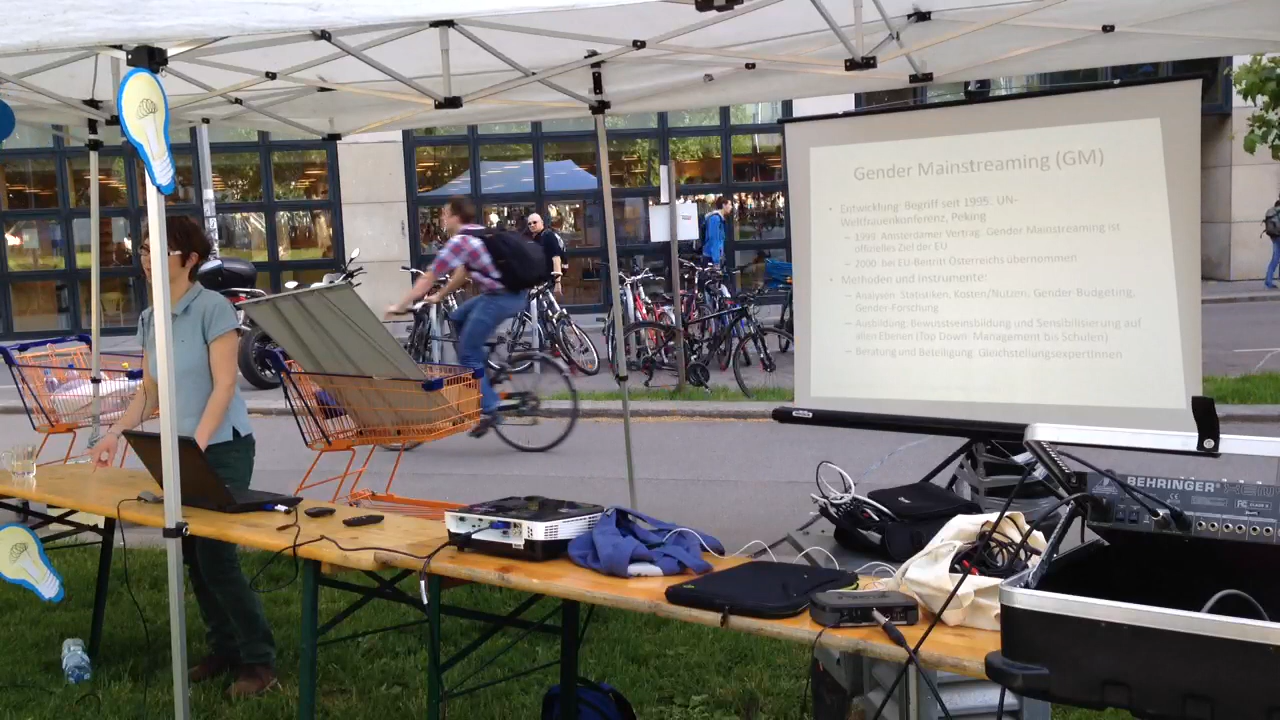 Gender Mainstreaming (GM)
• Entwicklung: Begriff seit 1995: UN-
Weltfrauenkonferenz, Peking
– 1999: Amsterdamer Vertrag: Gender Mainstreaming ist
offizielles Ziel der EU
– 2000: bei EU-Beitritt Österreichs übernommen
• Methoden und Instrumente:
– Analysen: Statistiken, Kosten/Nutzen, Gender-Budgeting,
Gender-Forschung
– Ausbildung: Bewusstseinsbildung und Sensibilisierung auf
allen Ebenen (Top Down: Management bis Schulen)
– Beratung und Beteiligung: GleichstellungsexpertInnen
BEHRINGER